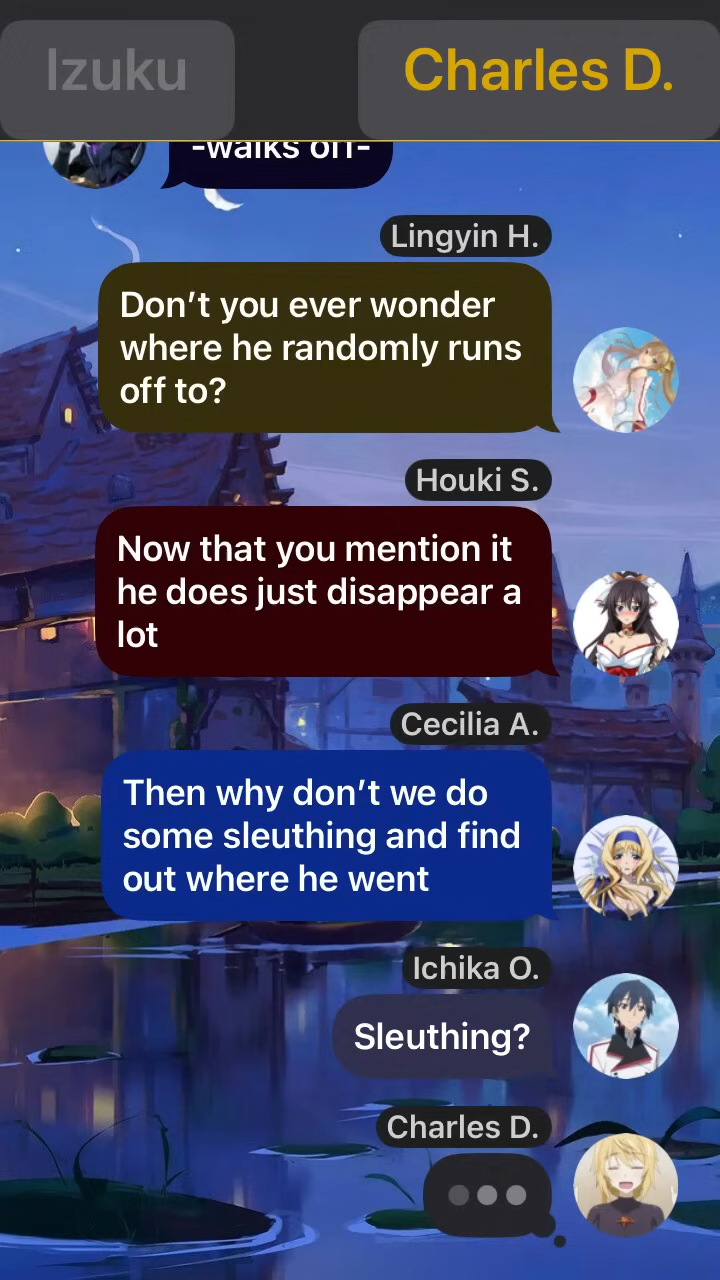 Izuku
Charles D.
-walks off-
Lingyin H.
Don’t you ever wonder
where he randomly runs
off to?
Houki S.
Now that you mention it
he does just disappear a
lot
Cecilia A.
Then why don’t we do
some sleuthing and find
out where he went
Ichika O.
Sleuthing?
Charles D.